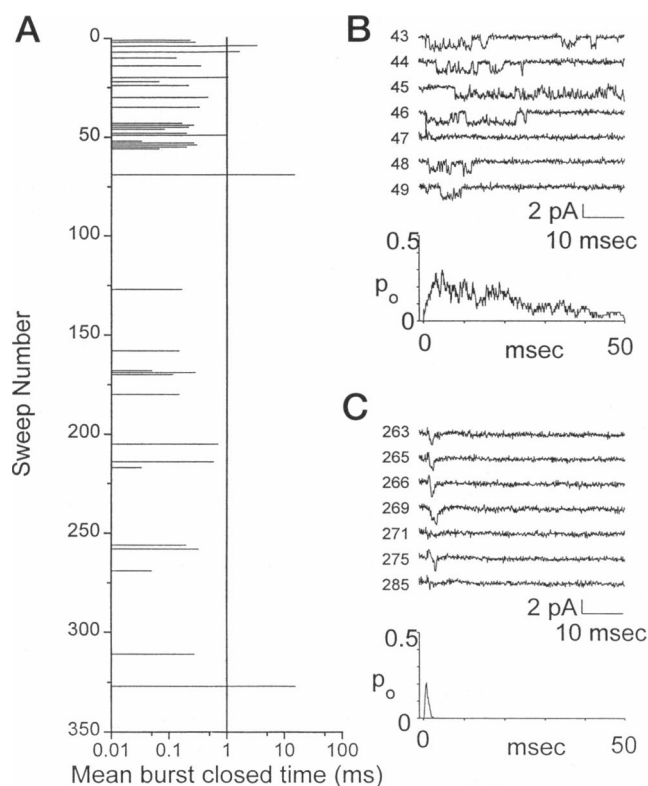 A
0
50
100
150
200
250
300
350
Sweep Number
0.01 0.1 1 10 100
Mean burst closed time (ms)
B
43
44
45
46
47
48
49
2 pA
10 msec
0.5
po
0
0 msec 50
C
263
265
266
269
271
275
285
2 pA
10 msec
0.5
po
0
0 msec 50